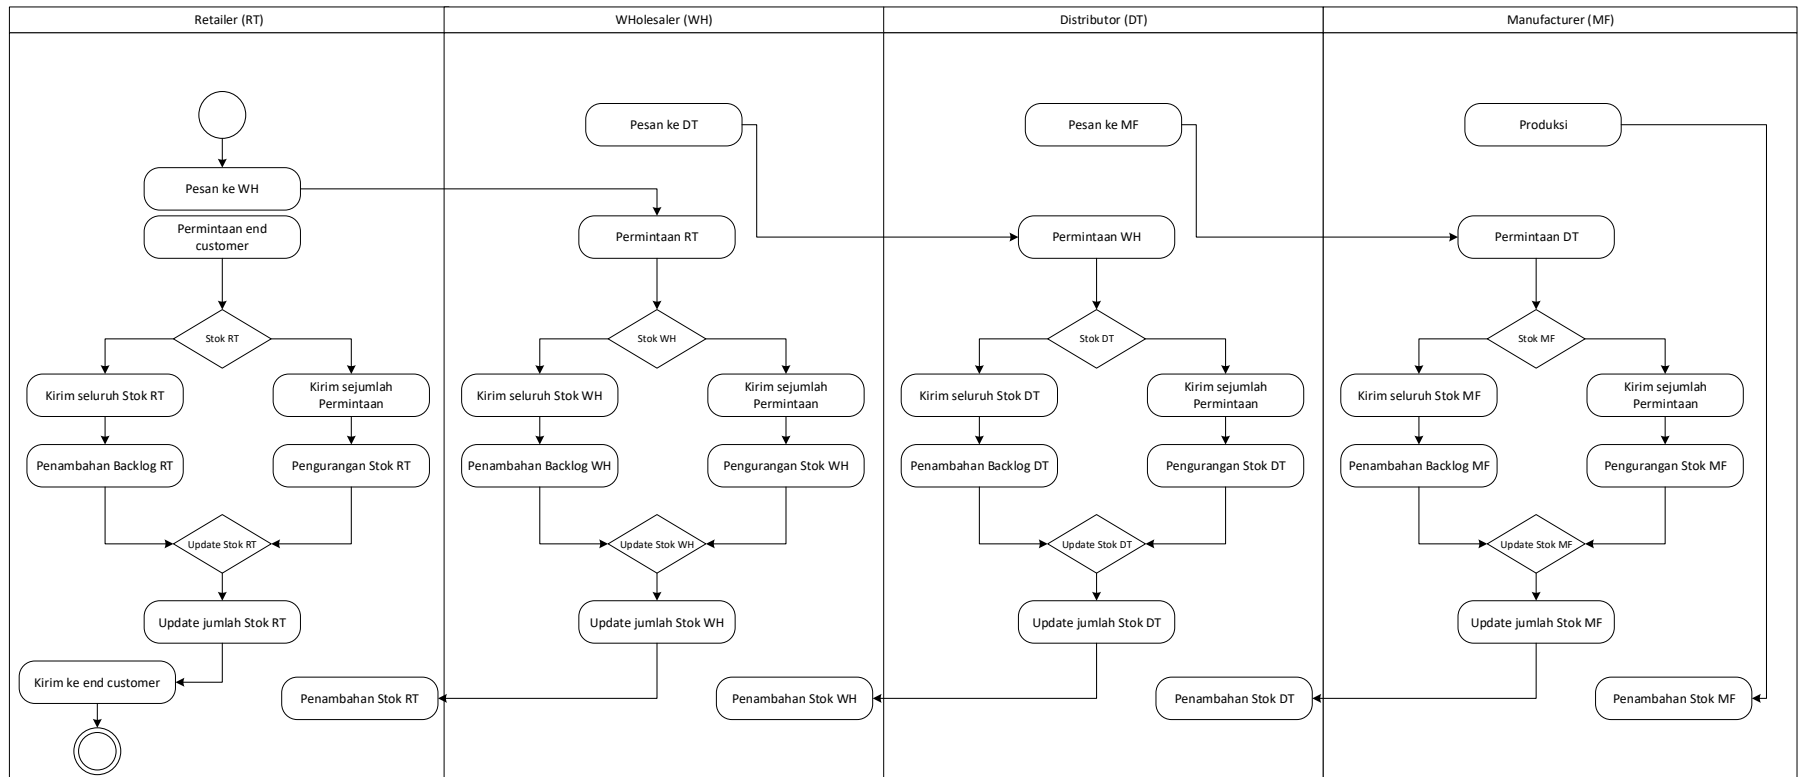 Retailer (RT)
WHolesaler (WH)
Distributor (DT)
Manufacturer (MF)
Pesan ke DT
Pesan ke MF
Produksi
Pesan ke WH
Permintaan end
customer
Permintaan RT
Permintaan WH
Permintaan DT
Stok RT
Stok WH
Stok DT
Stok MF
Kirim seluruh Stok RT
Kirim sejumlah
Permintaan
Kirim seluruh Stok WH
Kirim sejumlah
Permintaan
Kirim seluruh Stok DT
Kirim sejumlah
Permintaan
Kirim seluruh Stok MF
Kirim sejumlah
Permintaan
Penambahan Backlog RT
Pengurangan Stok RT
Penambahan Backlog WH
Pengurangan Stok WH
Penambahan Backlog DT
Pengurangan Stok DT
Penambahan Backlog MF
Pengurangan Stok MF
Update Stok RT
Update Stok WH
Update Stok DT
Update Stok MF
Update jumlah Stok RT
Update jumlah Stok WH
Update jumlah Stok DT
Update jumlah Stok MF
Kirim ke end customer
Penambahan Stok RT
Penambahan Stok WH
Penambahan Stok DT
Penambahan Stok MF